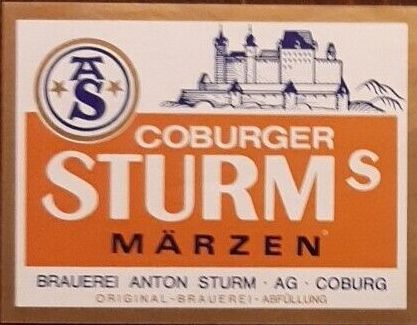 AS
COBURGER
STURMS
MÄRZEN
BRAUEREI ANTON STURM · AG · COBURG
ORIGINAL-BRAUEREI-ABFÜLLUNG